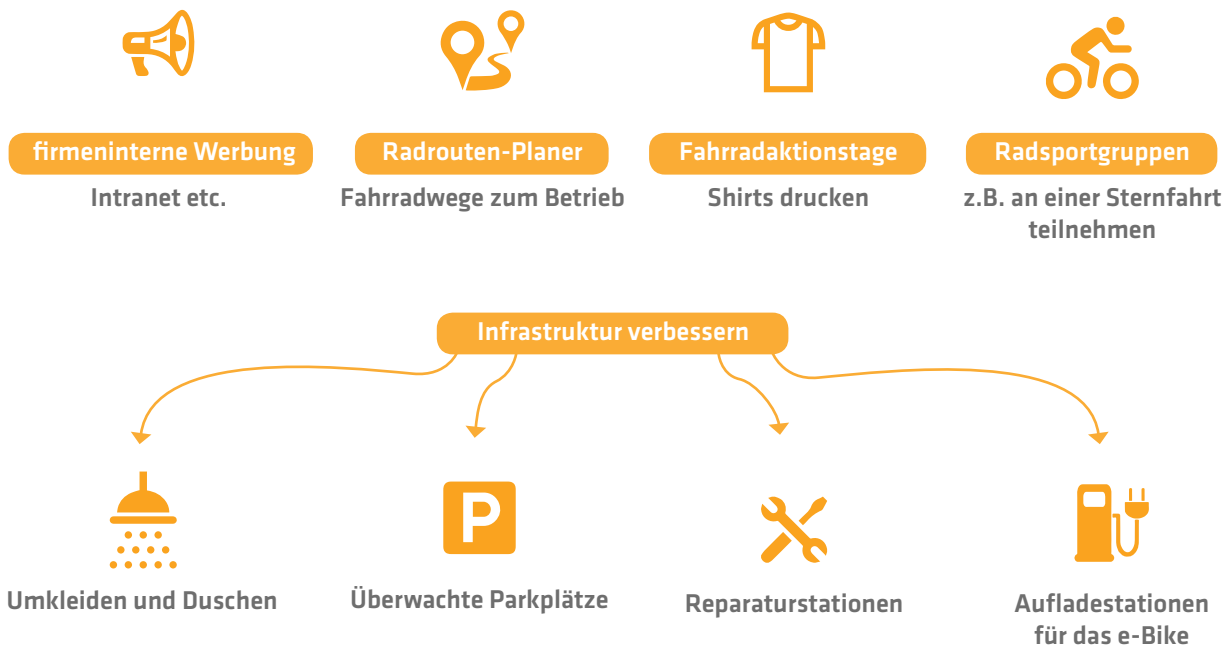 firmeninterne Werbung
Radrouten-Planer
Fahrradaktionstage
Radsportgruppen
Intranet etc.
Fahrradwege zum Betrieb
Shirts drucken
z.B. an einer Sternfahrt
teilnehmen
Infrastruktur verbessern
P
Umkleiden und Duschen
Überwachte Parkplätze
Reparaturstationen
Aufladestationen
für das e-Bike